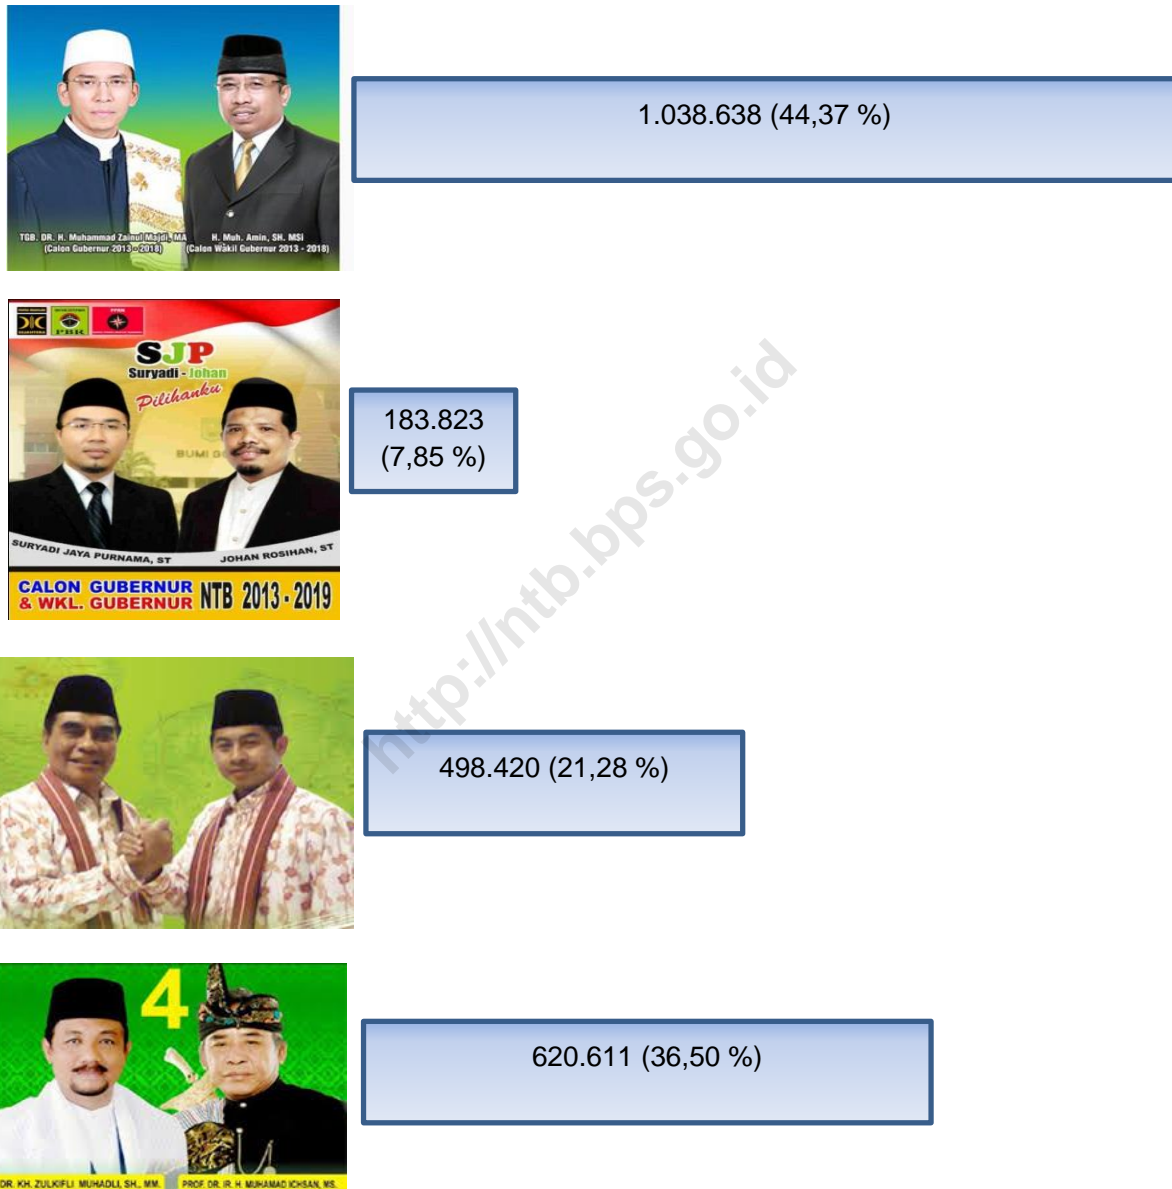 TGB. DR. H. Muhammad Zainul Majdi, MA
(Calon Gubernur 2013 - 2018)
H. Muh. Amin, SH. MSi
(Calon Wakil Gubernur 2013 - 2018)
1.038.638 (44,37 %)
PBK
SJP
Suryadi - Johan
Pilihanku
BUMI G
SURYADI JAYA PURNAMA, ST
JOHAN ROSIHAN, ST
CALON GUBERNUR
& WKL. GUBERNUR
NTB 2013 - 2019
183.823
(7,85 %)
http://ntb.bps.go.id
498.420 (21,28 %)
4
DR. KH. ZULKIFLI MUHADLI, SH., MM.
PROF. DR. IR. H. MUHAMAD ICHSAN, MS.
620.611 (36,50 %)